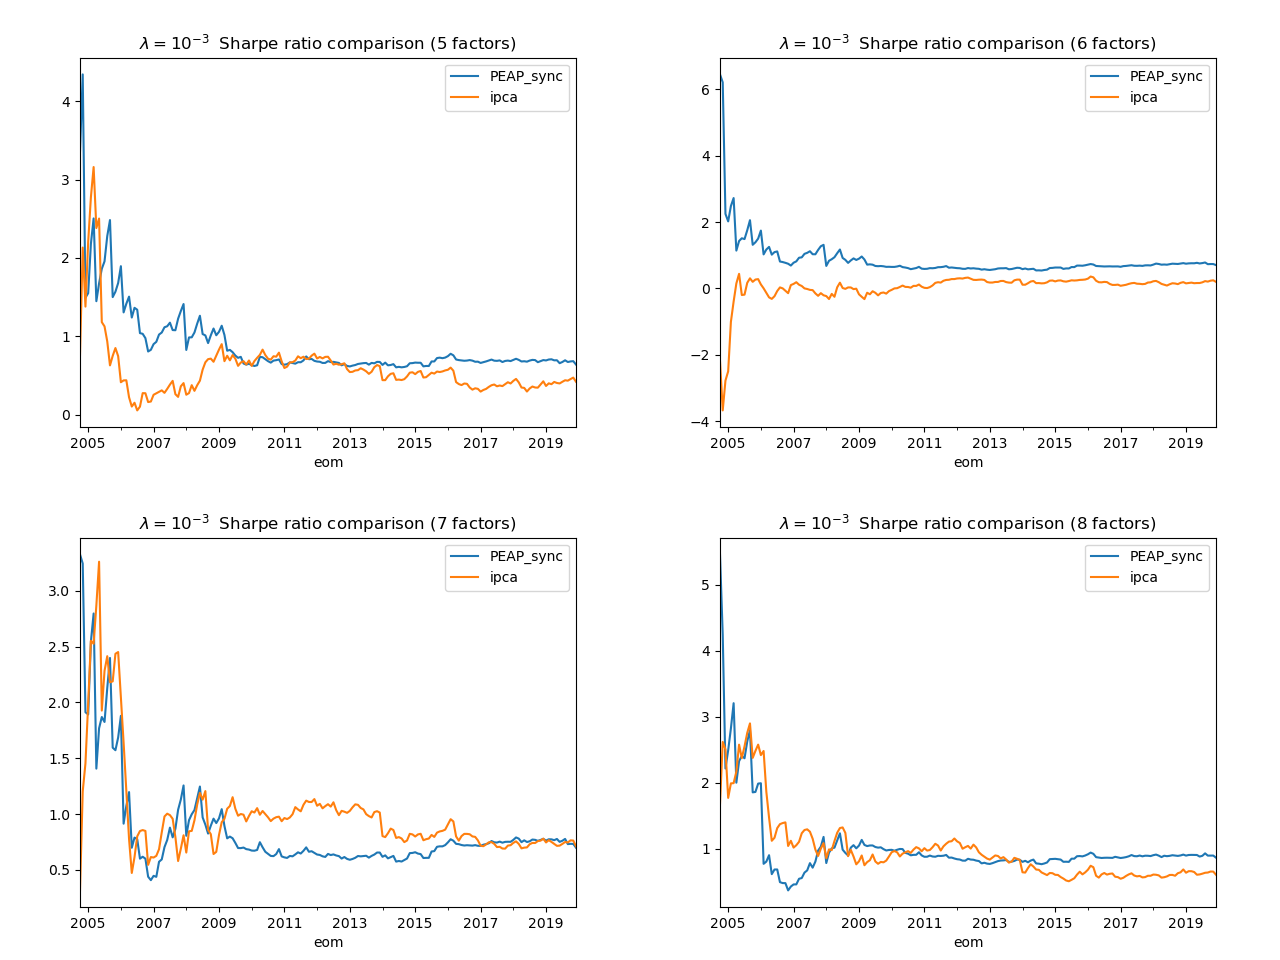 λ = 10⁻³ Sharpe ratio comparison (5 factors)
PEAP_sync
ipca
4
3
2
1
0
2005 2007 2009 2011 2013 2015 2017 2019
eom
λ = 10⁻³ Sharpe ratio comparison (6 factors)
PEAP_sync
ipca
6
4
2
0
−2
−4
2005 2007 2009 2011 2013 2015 2017 2019
eom
λ = 10⁻³ Sharpe ratio comparison (7 factors)
PEAP_sync
ipca
3.0
2.5
2.0
1.5
1.0
0.5
2005 2007 2009 2011 2013 2015 2017 2019
eom
λ = 10⁻³ Sharpe ratio comparison (8 factors)
PEAP_sync
ipca
5
4
3
2
1
2005 2007 2009 2011 2013 2015 2017 2019
eom